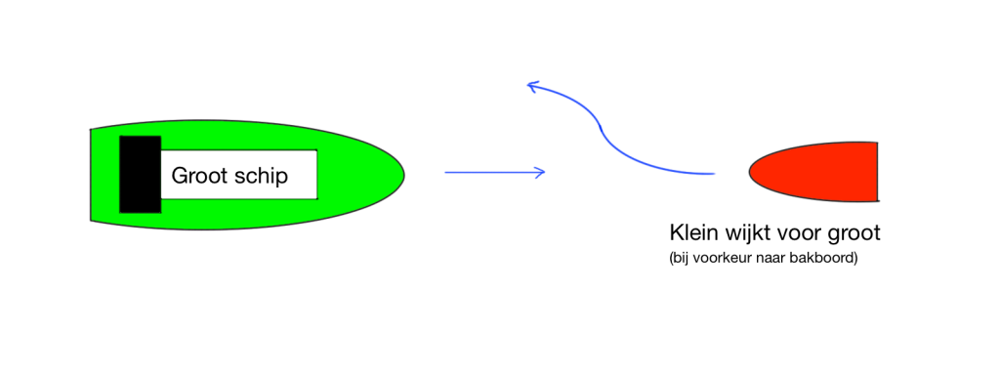 Groot schip
Klein wijkt voor groot
(bij voorkeur naar bakboord)